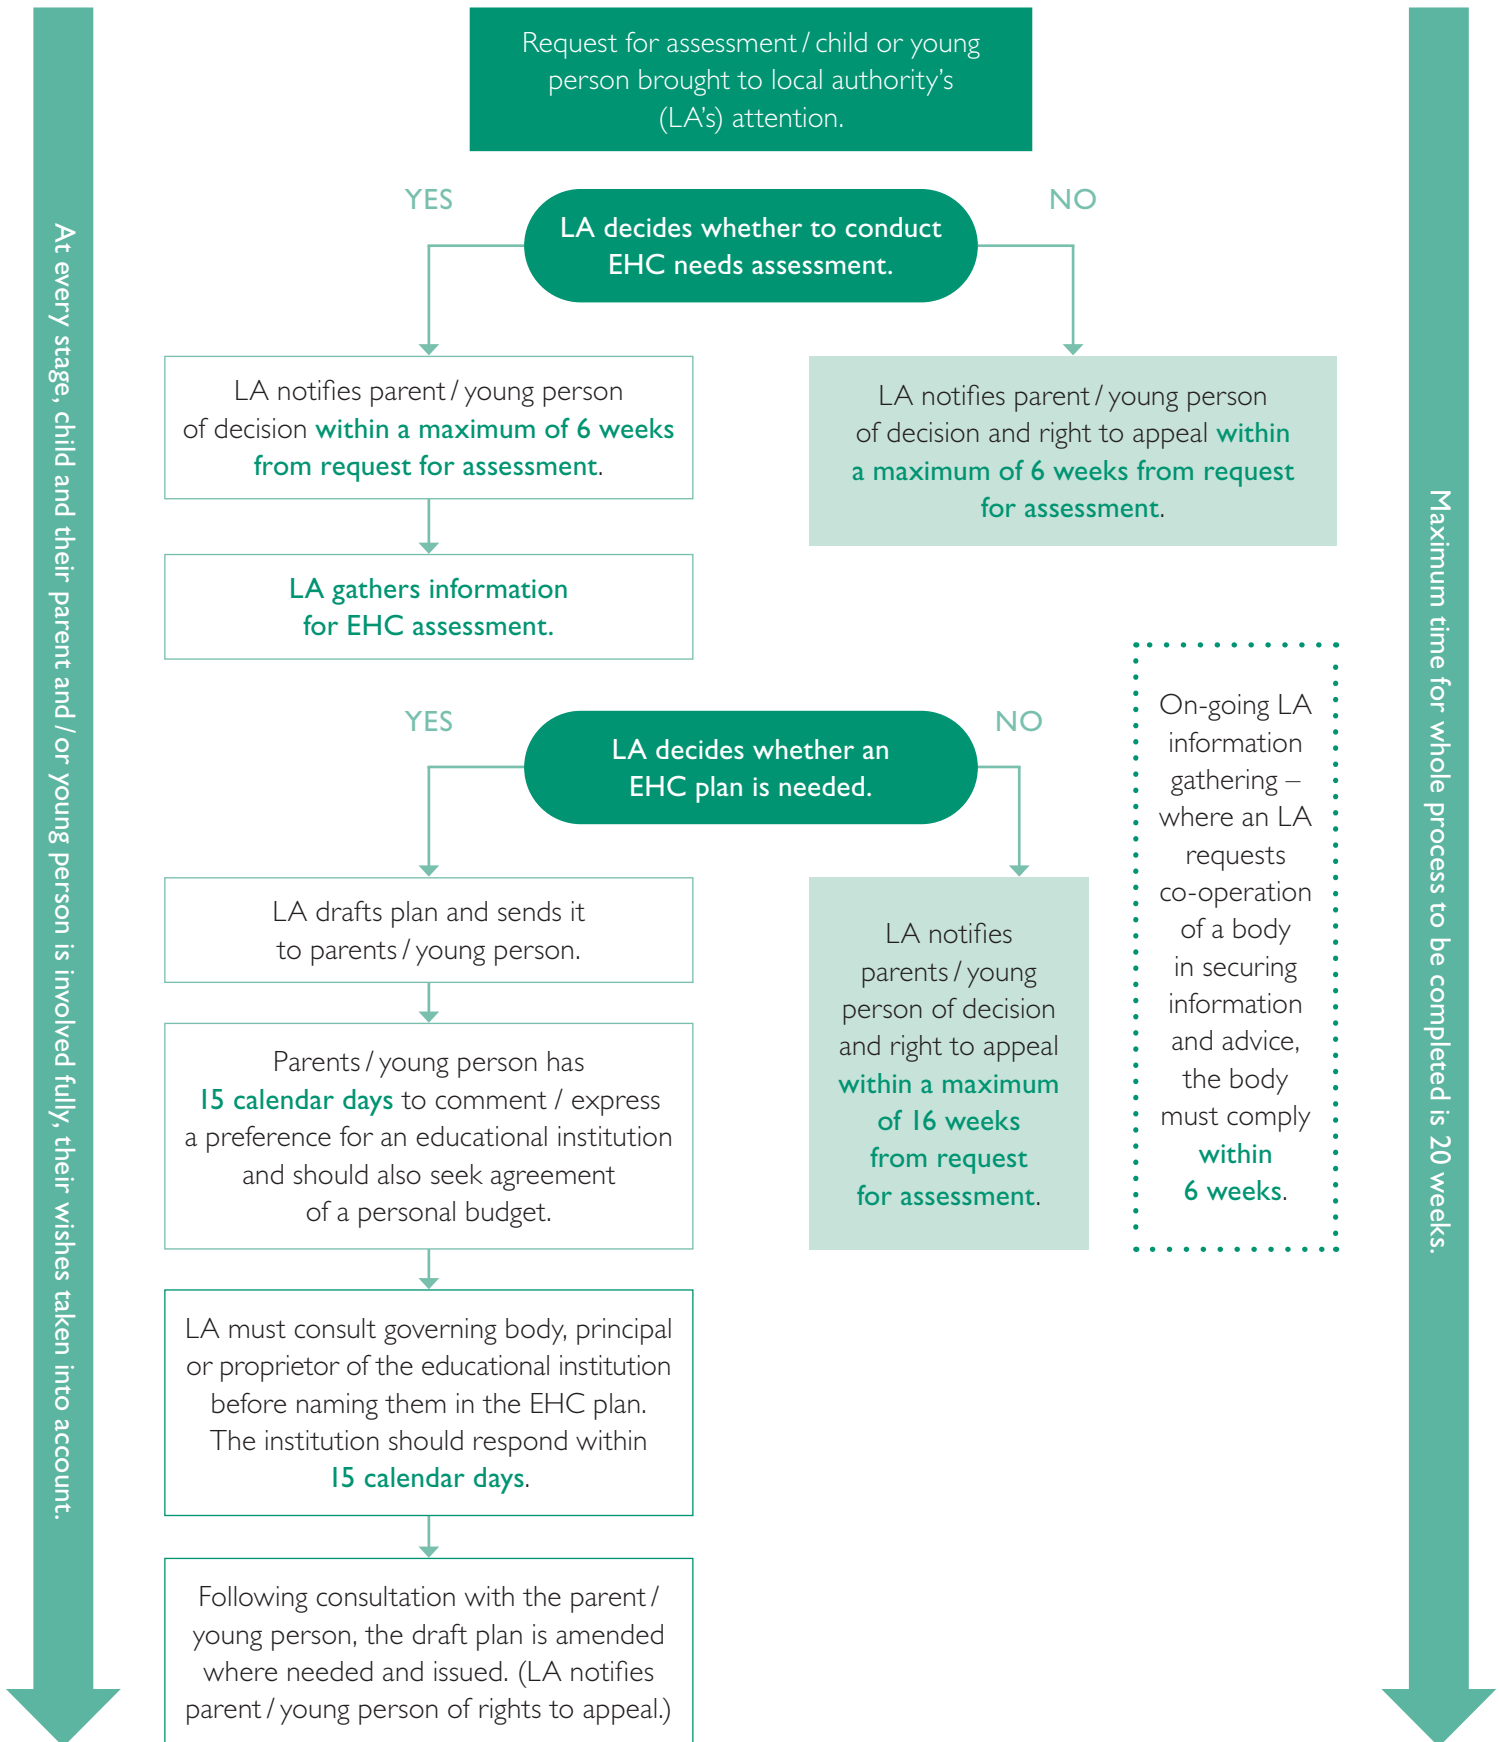 Request for assessment / child or young
person brought to local authority's
(LA's) attention.
YES
NO
LA decides whether to conduct
EHC needs assessment.
LA notifies parent / young person
of decision within a maximum of 6 weeks
from request for assessment.
LA notifies parent / young person
of decision and right to appeal within
a maximum of 6 weeks from request
for assessment.
LA gathers information
for EHC assessment.
YES
NO
LA decides whether an
EHC plan is needed.
On-going LA
information
gathering –
where an LA
requests
co-operation
of a body
in securing
information
and advice,
the body
must comply
within
6 weeks.
LA drafts plan and sends it
to parents / young person.
LA notifies
parents / young
person of decision
and right to appeal
within a maximum
of 16 weeks
from request
for assessment.
Parents / young person has
15 calendar days to comment / express
a preference for an educational institution
and should also seek agreement
of a personal budget.
LA must consult governing body, principal
or proprietor of the educational institution
before naming them in the EHC plan.
The institution should respond within
15 calendar days.
Following consultation with the parent /
young person, the draft plan is amended
where needed and issued. (LA notifies
parent / young person of rights to appeal.)
At every stage, child and their parent and / or young person is involved fully, their wishes taken into account.
Maximum time for whole process to be completed is 20 weeks.